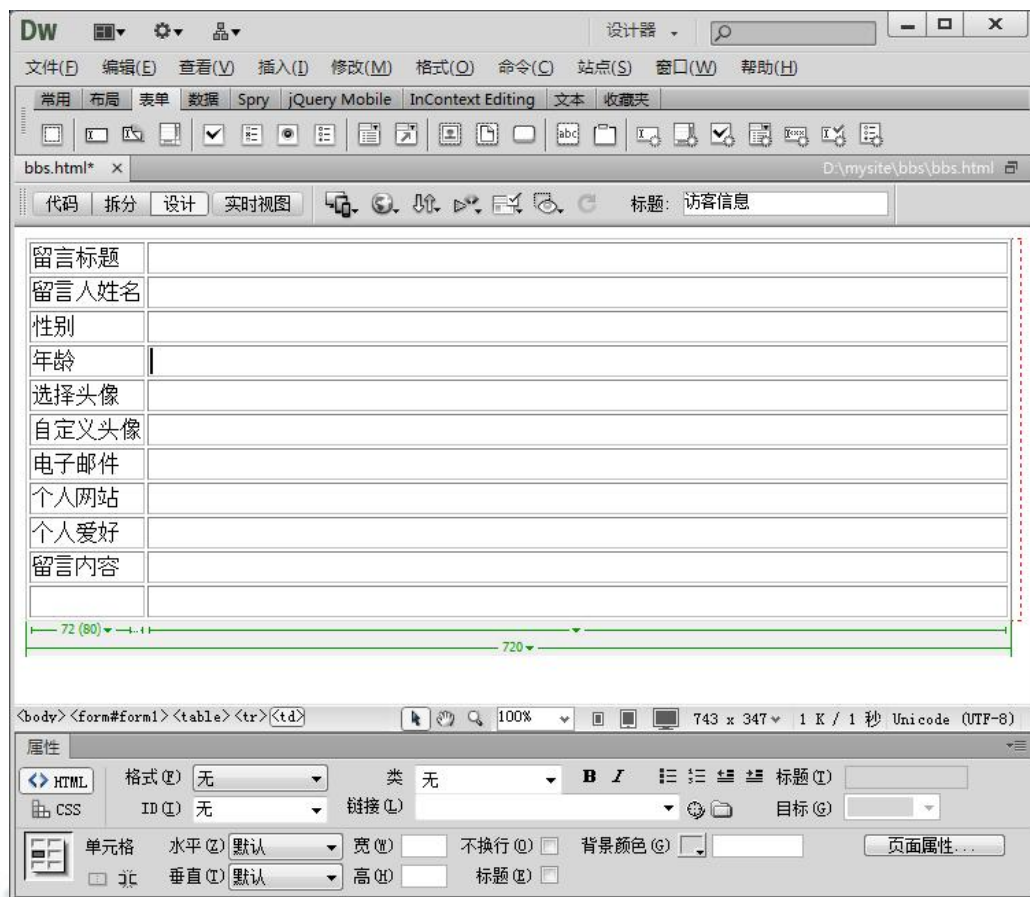 Dw 设计器
文件(F) 编辑(E) 查看(V) 插入(I) 修改(M) 格式(O) 命令(C) 站点(S) 窗口(W) 帮助(H)
常用 布局 表单 数据 Spry jQuery Mobile InContext Editing 文本 收藏夹
abc
bbs.html* × D:\mysite\bbs\bbs.html
代码 拆分 设计 实时视图 标题: 访客信息
留言标题
留言人姓名
性别
年龄
选择头像
自定义头像
电子邮件
个人网站
个人爱好
留言内容
72 (80)
720
<body><form#form1><table><tr><td> 100% 743 x 347 1 K / 1 秒 Unicode (UTF-8)
属性
<> HTML 格式(F) 无 类 无 B I 标题(T)
CSS ID(I) 无 链接(L) 目标(G)
单元格 水平(Z) 默认 宽(W) 不换行(O) 背景颜色(G) 页面属性...
垂直(T) 默认 高(H) 标题(E)